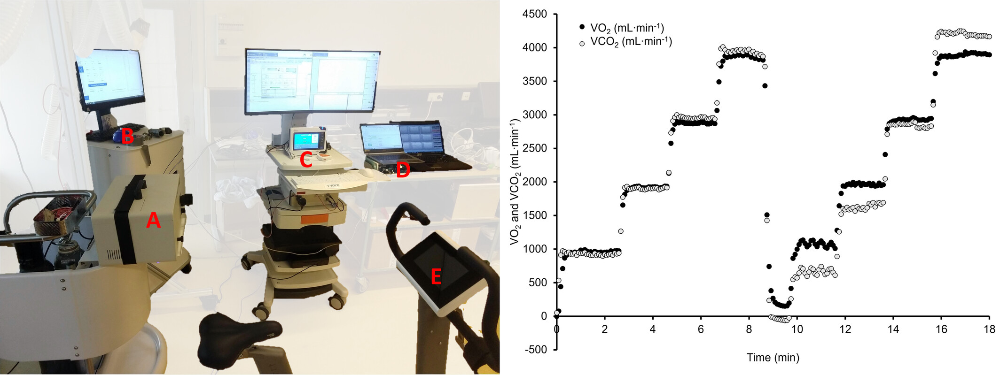 B
C
D
A
E
vyaire
VO2 (mL·min-1)
VCO2 (mL·min-1)
VO2 and VCO2 (mL·min-1)
4500
4000
3500
3000
2500
2000
1500
1000
500
0
-500
0 2 4 6 8 10 12 14 16 18
Time (min)